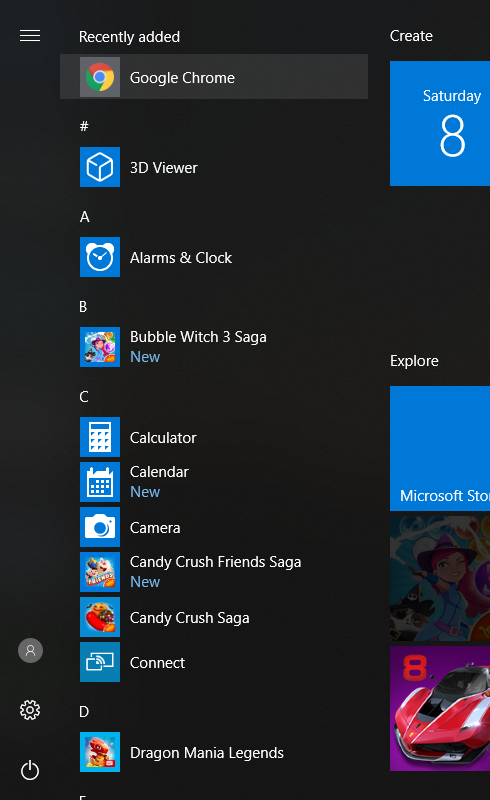 Recently added
Google Chrome
#
3D Viewer
A
Alarms & Clock
B
Bubble Witch 3 Saga
New
C
Calculator
Calendar
New
Camera
Candy Crush Friends Saga
New
Candy Crush Saga
Connect
D
Dragon Mania Legends
Create
Saturday
8
Explore
Microsoft Sto
8